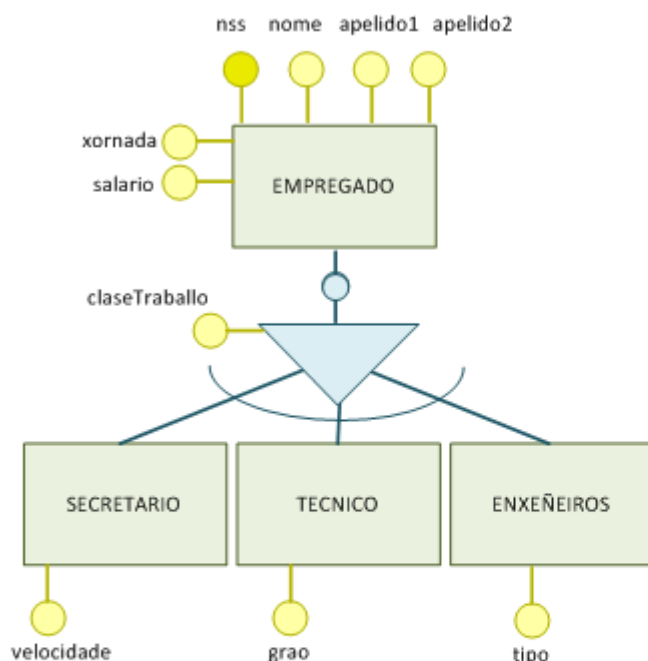 nss nome apelido1 apelido2
xornada
salario
EMPREGADO
claseTraballo
SECRETARIO TECNICO ENXEÑEIROS
velocidade grao tipo